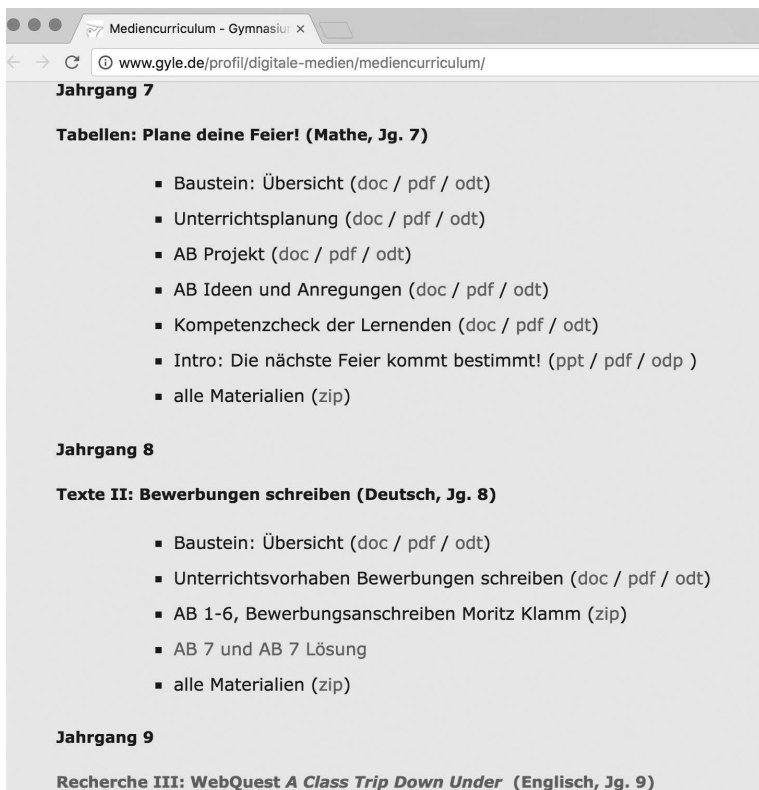 Mediencurriculum - Gymnasiu
www.gyle.de/profil/digitale-medien/mediencurriculum/
Jahrgang 7
Tabellen: Plane deine Feier! (Mathe, Jg. 7)
Baustein: Übersicht (doc / pdf / odt)
Unterrichtsplanung (doc / pdf / odt)
AB Projekt (doc / pdf / odt)
AB Ideen und Anregungen (doc / pdf / odt)
Kompetenzcheck der Lernenden (doc / pdf / odt)
Intro: Die nächste Feier kommt bestimmt! (ppt / pdf / odp )
alle Materialien (zip)
Jahrgang 8
Texte II: Bewerbungen schreiben (Deutsch, Jg. 8)
Baustein: Übersicht (doc / pdf / odt)
Unterrichtsvorhaben Bewerbungen schreiben (doc / pdf / odt)
AB 1-6, Bewerbungsanschreiben Moritz Klamm (zip)
AB 7 und AB 7 Lösung
alle Materialien (zip)
Jahrgang 9
Recherche III: WebQuest A Class Trip Down Under (Englisch, Jg. 9)